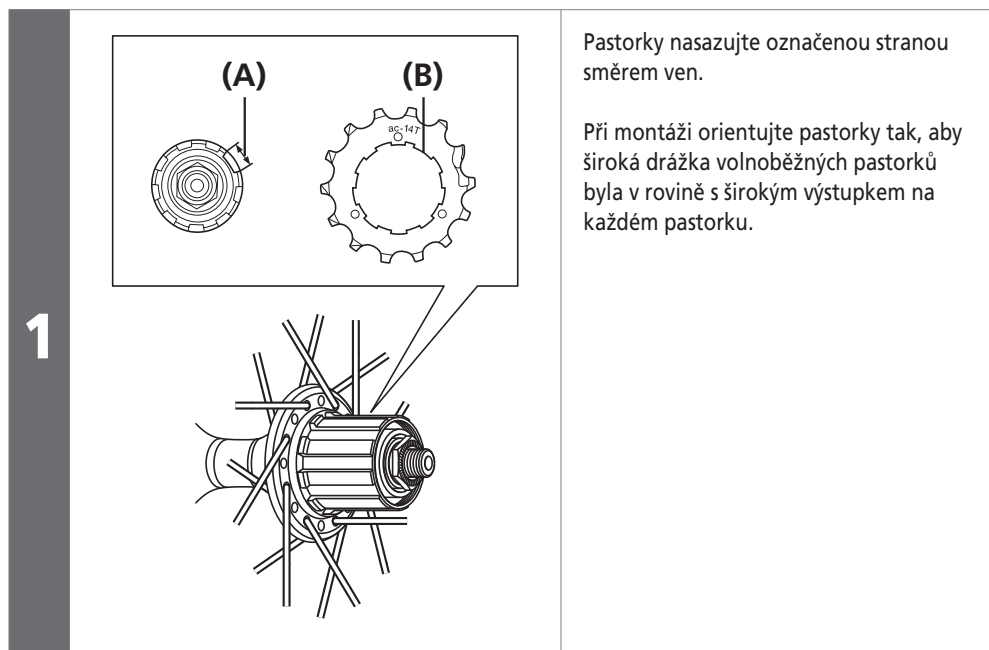 1
(A)
(B)
ac-14T
Pastorky nasazujte označenou stranou
směrem ven.
Při montáži orientujte pastorky tak, aby
široká drážka volnoběžných pastorků
byla v rovině s širokým výstupkem na
každém pastorku.